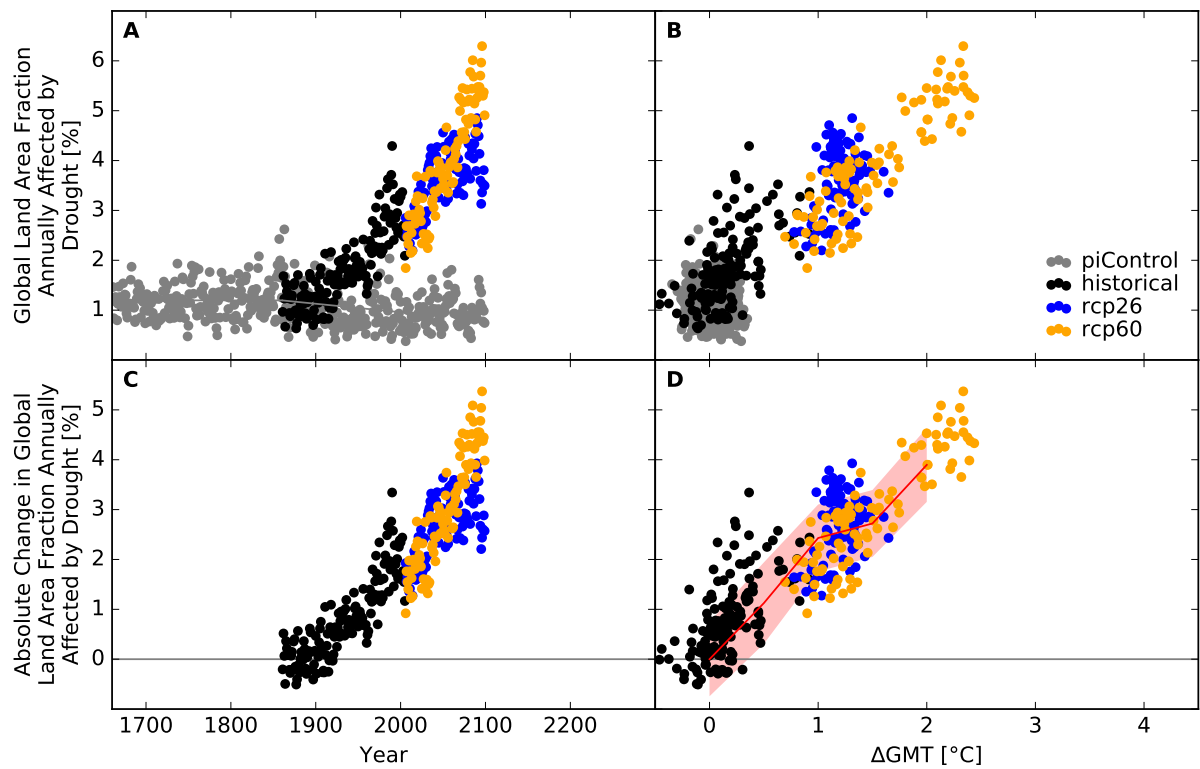 A
B
Global Land Area Fraction
Annually Affected by
Drought [%]
6
5
4
3
2
1
piControl
historical
rcp26
rcp60
C
D
Absolute Change in Global
Land Area Fraction Annually
Affected by Drought [%]
5
4
3
2
1
0
1700 1800 1900 2000 2100 2200
0 1 2 3 4
Year
ΔGMT [°C]